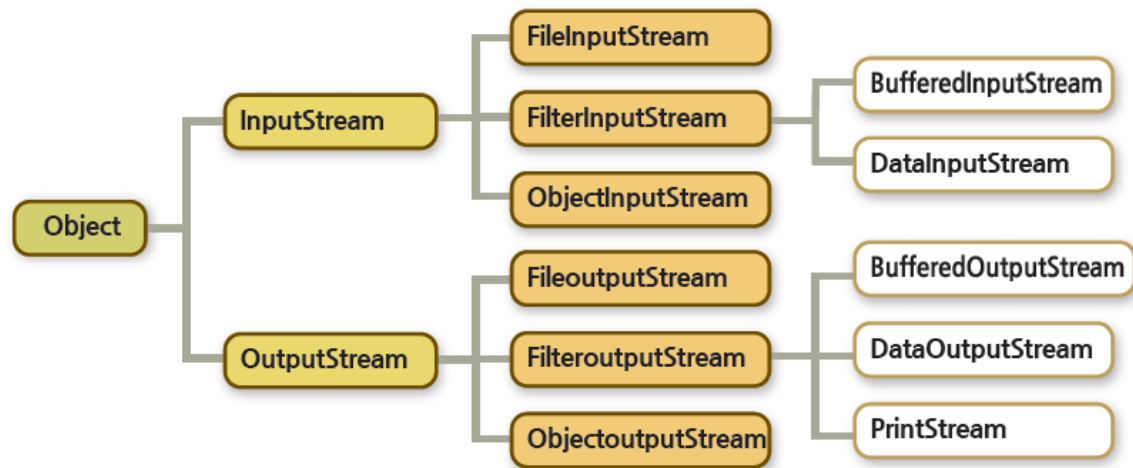 Object
InputStream
OutputStream
FileInputStream
FilterInputStream
ObjectInputStream
FileoutputStream
FilteroutputStream
ObjectoutputStream
BufferedInputStream
DataInputStream
BufferedOutputStream
DataOutputStream
PrintStream